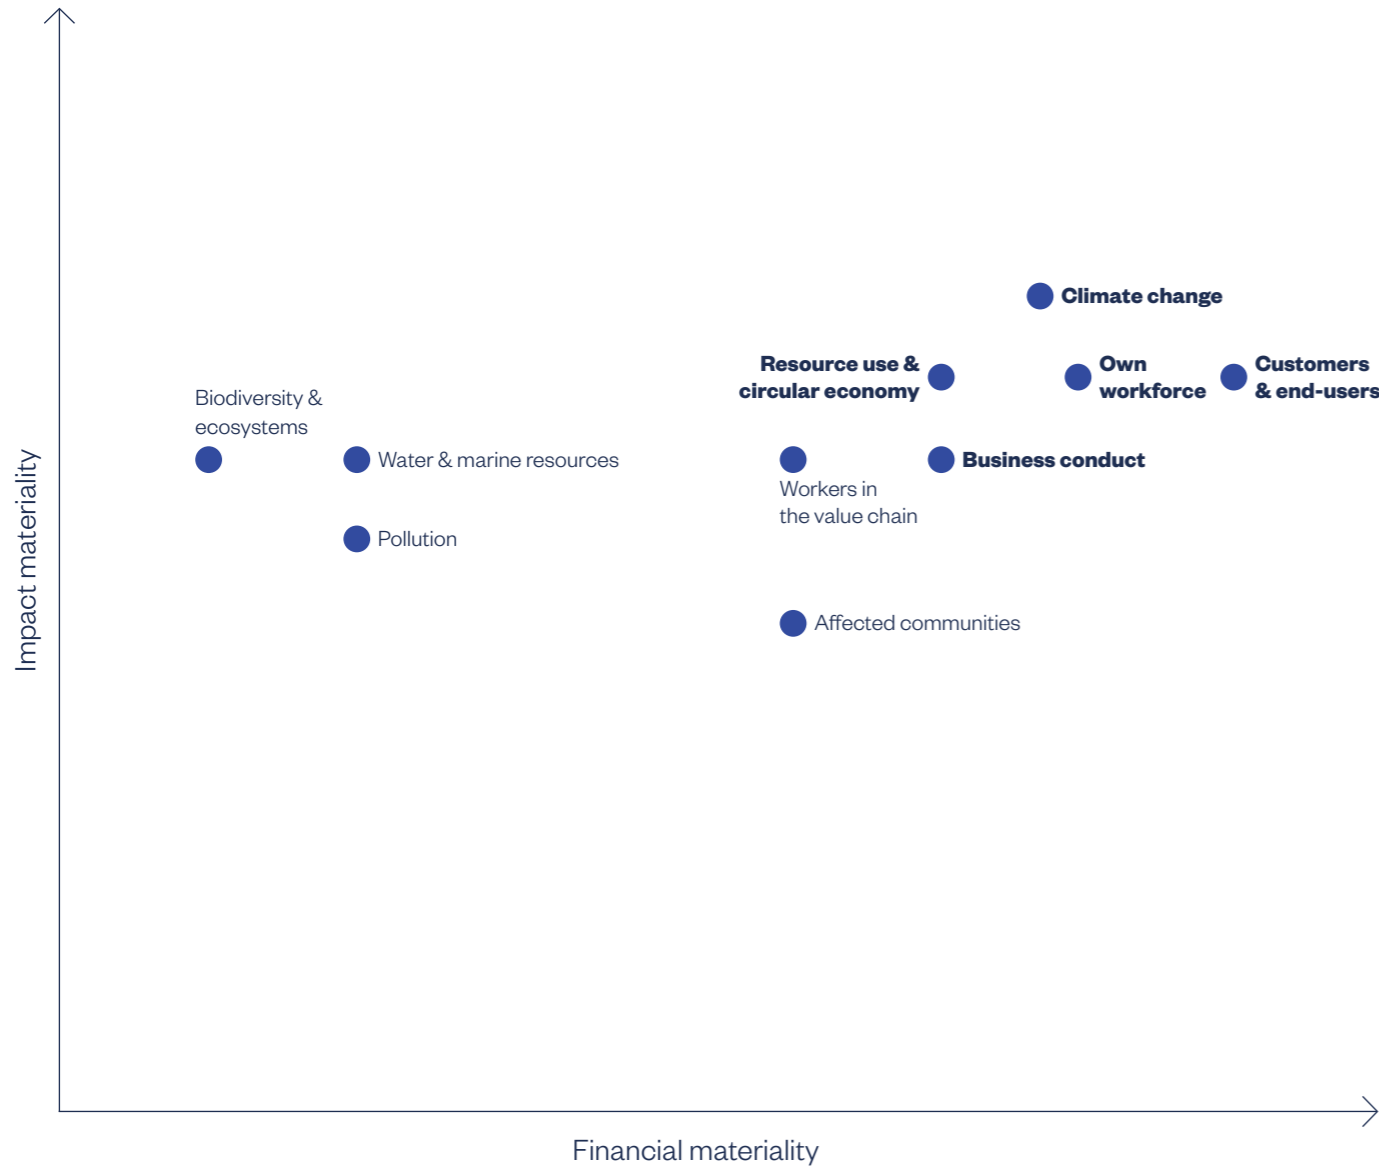 Climate change
Resource use &
circular economy
Own
workforce
Customers
& end-users
Biodiversity &
ecosystems
Water & marine resources
Business conduct
Workers in
the value chain
Pollution
Affected communities
Impact materiality
Financial materiality